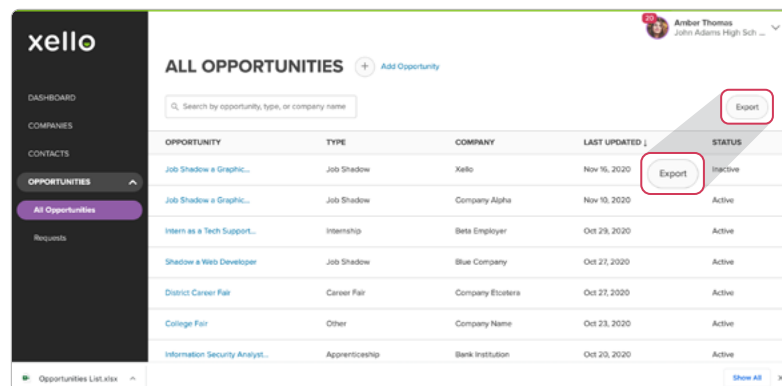 xello
20
Amber Thomas
John Adams High Sch ...
ALL OPPORTUNITIES + Add Opportunity
DASHBOARD
COMPANIES
CONTACTS
OPPORTUNITIES
All Opportunities
Requests
Search by opportunity, type, or company name
Export
OPPORTUNITY TYPE COMPANY LAST UPDATED ↓ STATUS
Job Shadow a Graphic... Job Shadow Xello Nov 16, 2020 Inactive
Export
Job Shadow a Graphic... Job Shadow Company Alpha Nov 10, 2020 Active
Intern as a Tech Support... Internship Beta Employer Oct 29, 2020 Active
Shadow a Web Developer Job Shadow Blue Company Oct 27, 2020 Active
District Career Fair Career Fair Company Etcetera Oct 27, 2020 Active
College Fair Other Company Name Oct 23, 2020 Active
Information Security Analyst... Apprenticeship Bank Institution Oct 20, 2020 Active
Opportunities List.xlsx Show All